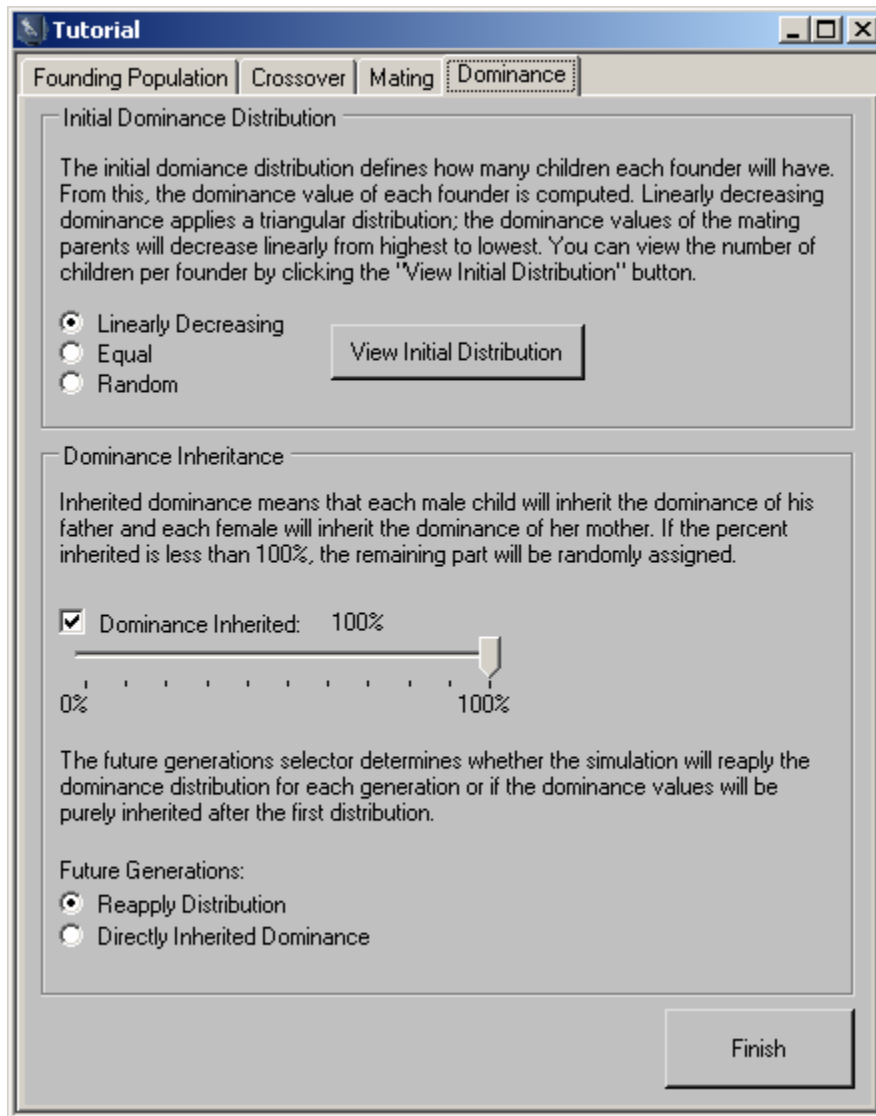 Tutorial
Founding Population
Crossover
Mating
Dominance
Initial Dominance Distribution
The initial domiance distribution defines how many children each founder will have.
From this, the dominance value of each founder is computed. Linearly decreasing
dominance applies a triangular distribution; the dominance values of the mating
parents will decrease linearly from highest to lowest. You can view the number of
children per founder by clicking the "View Initial Distribution" button.
Linearly Decreasing
Equal
Random
View Initial Distribution
Dominance Inheritance
Inherited dominance means that each male child will inherit the dominance of his
father and each female will inherit the dominance of her mother. If the percent
inherited is less than 100%, the remaining part will be randomly assigned.
Dominance Inherited: 100%
0% 100%
The future generations selector determines whether the simulation will reaply the
dominance distribution for each generation or if the dominance values will be
purely inherited after the first distribution.
Future Generations:
Reapply Distribution
Directly Inherited Dominance
Finish